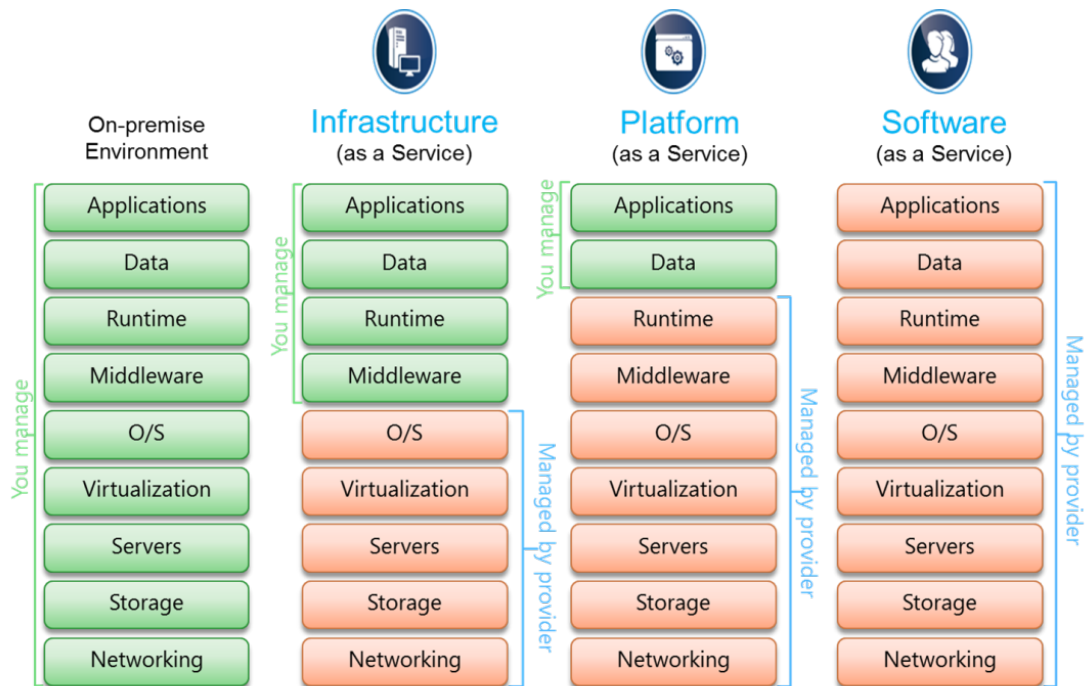 On-premise
Environment
You manage
Applications
Data
Runtime
Middleware
O/S
Virtualization
Servers
Storage
Networking
Infrastructure
(as a Service)
You manage
Applications
Data
Runtime
Middleware
O/S
Virtualization
Servers
Storage
Networking
Managed by provider
Platform
(as a Service)
You manage
Applications
Data
Runtime
Middleware
O/S
Virtualization
Servers
Storage
Networking
Managed by provider
Software
(as a Service)
Applications
Data
Runtime
Middleware
O/S
Virtualization
Servers
Storage
Networking
Managed by provider